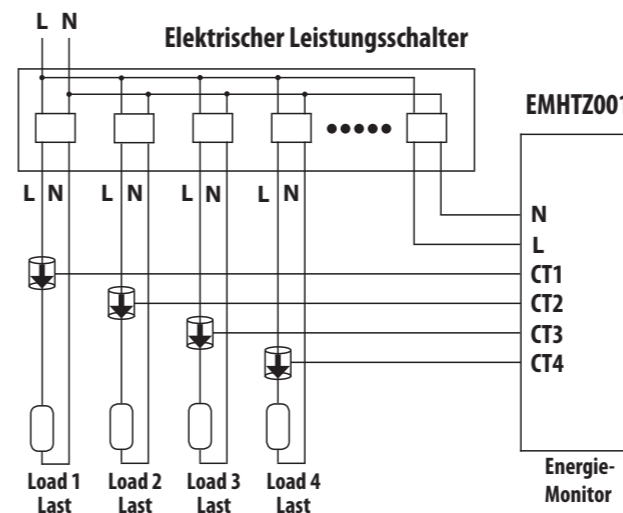 L N
Elektrischer Leistungsschalter
EMHTZ001
L N L N L N L N
N
L
CT1
CT2
CT3
CT4
Load 1 Load 2 Load 3 Load 4
Last Last Last Last
Energie-
Monitor